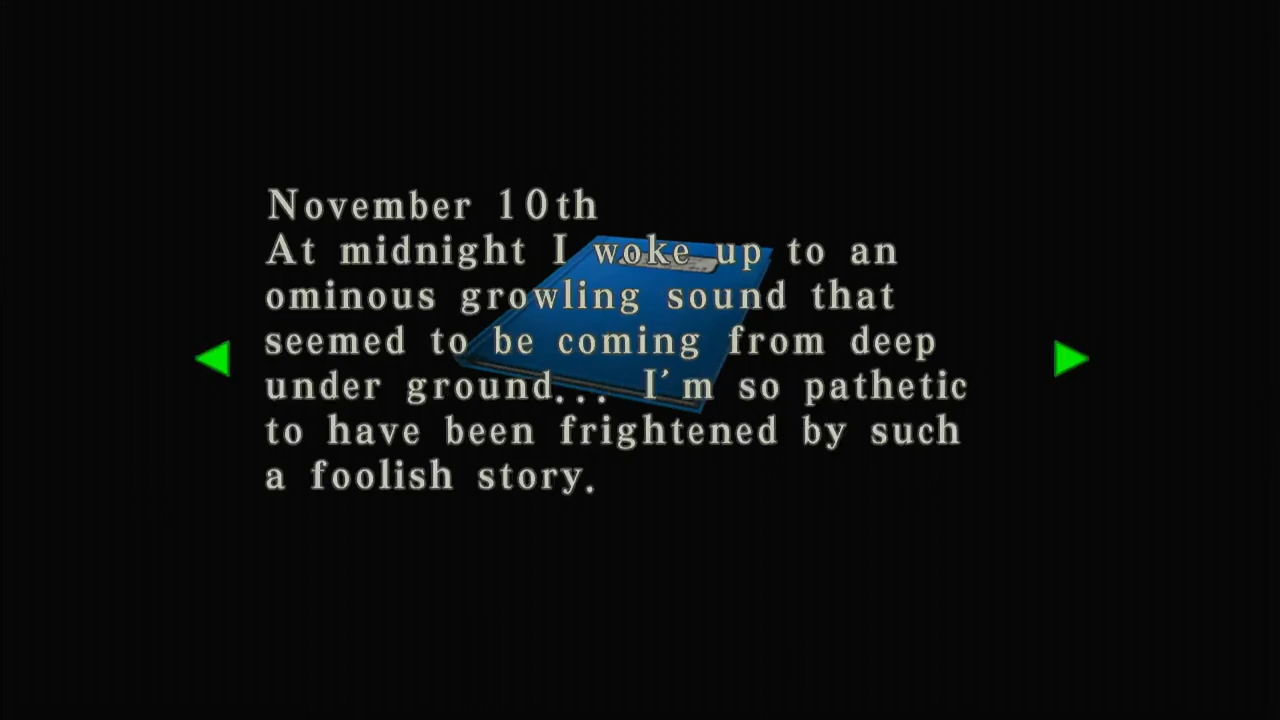 November 10th
At midnight I woke up to an
ominous growling sound that
seemed to be coming from deep
under ground... I'm so pathetic
to have been frightened by such
a foolish story.